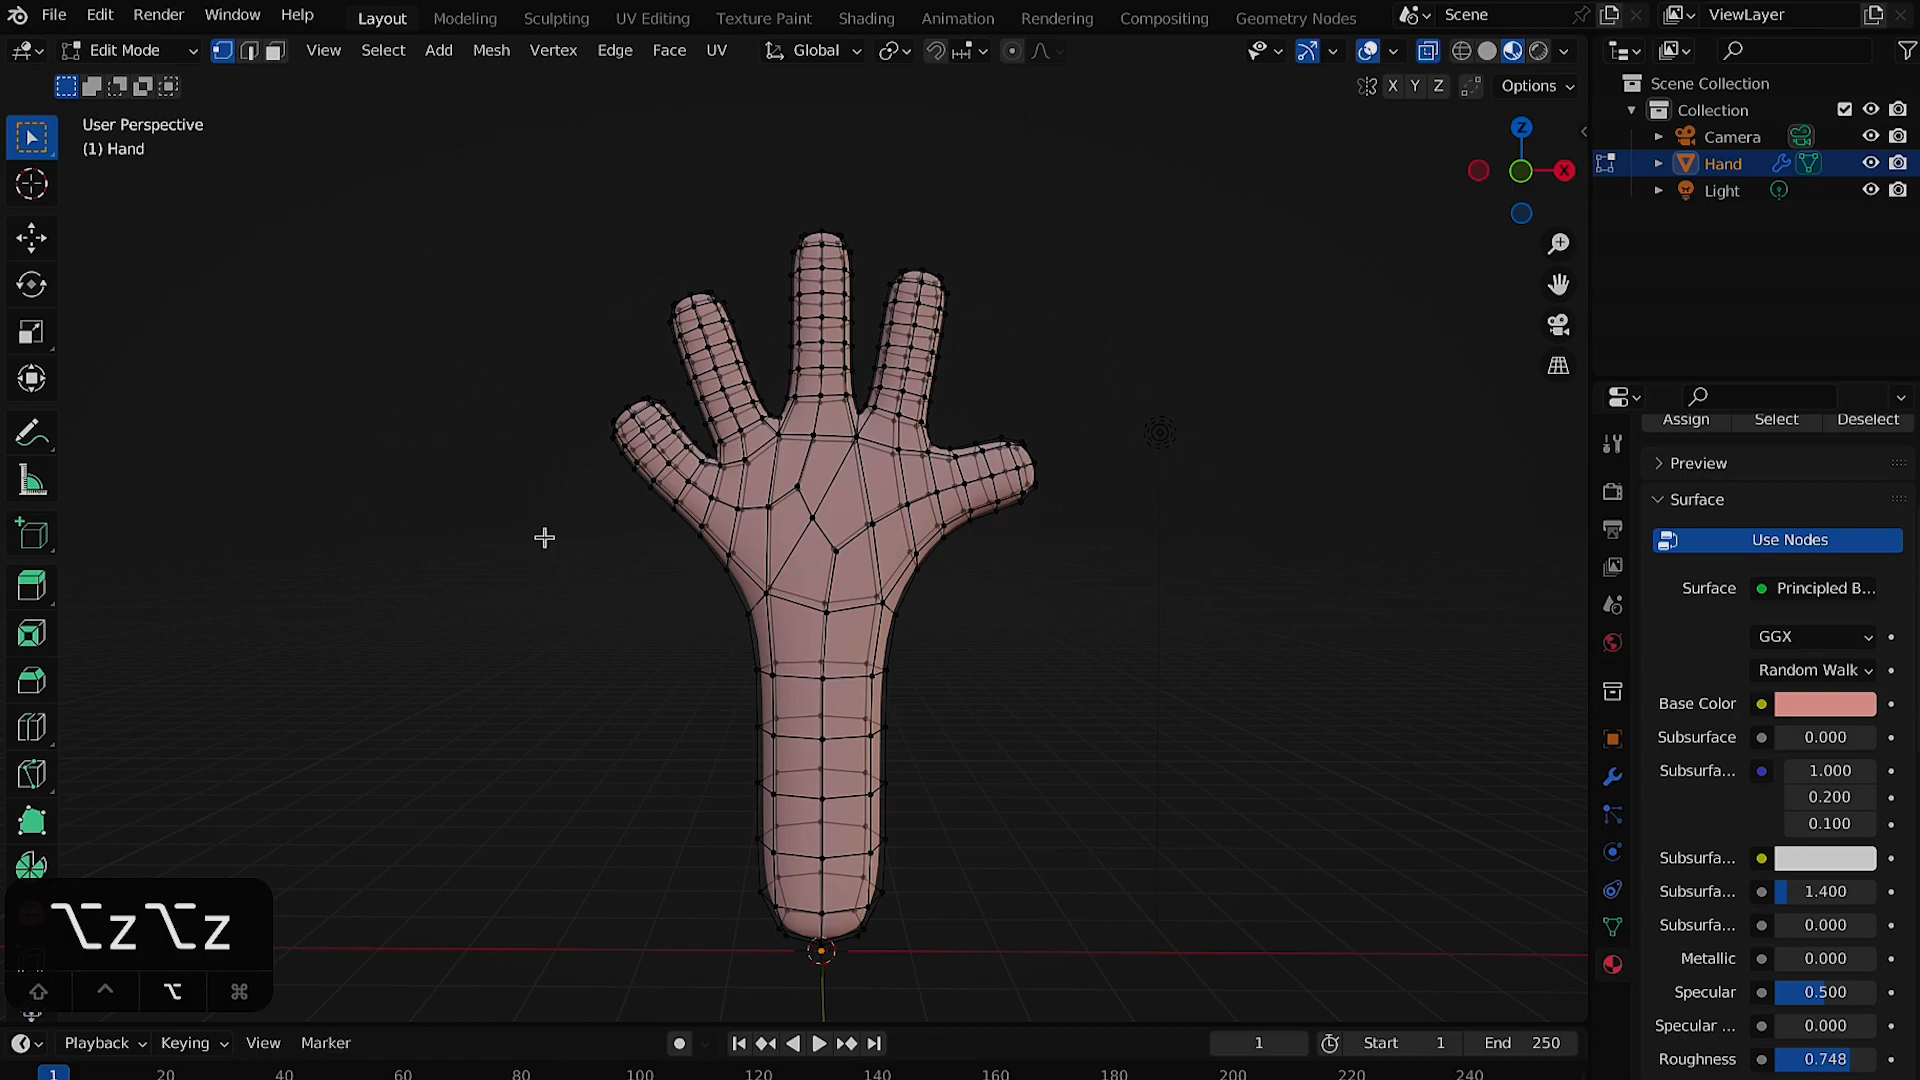 File Edit Render Window Help Layout Modeling Sculpting UV Editing Texture Paint Shading Animation Rendering Compositing Geometry Nodes Scene ViewLayer
Edit Mode View Select Add Mesh Vertex Edge Face UV Global
X Y Z Options
User Perspective
(1) Hand
Z
X
Scene Collection
Collection
Camera
Hand
Light
Assign Select Deselect
Preview
Surface
Use Nodes
Surface Principled B...
GGX
Random Walk
Base Color
Subsurface 0.000
Subsurfa... 1.000
0.200
0.100
Subsurfa...
Subsurfa... 1.400
Subsurfa... 0.000
Metallic 0.000
Specular 0.500
Specular ... 0.000
Roughness 0.748
⌥z⌥z
⇧ ⌃ ⌥ ⌘
Playback Keying View Marker 1 Start 1 End 250
1 20 40 60 80 100 120 140 160 180 200 220 240